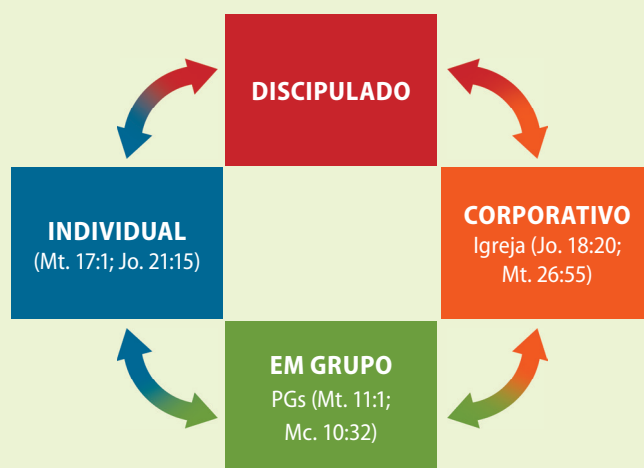 DISCIPULADO
INDIVIDUAL
(Mt. 17:1; Jo. 21:15)
CORPORATIVO
Igreja (Jo. 18:20;
Mt. 26:55)
EM GRUPO
PGs (Mt. 11:1;
Mc. 10:32)